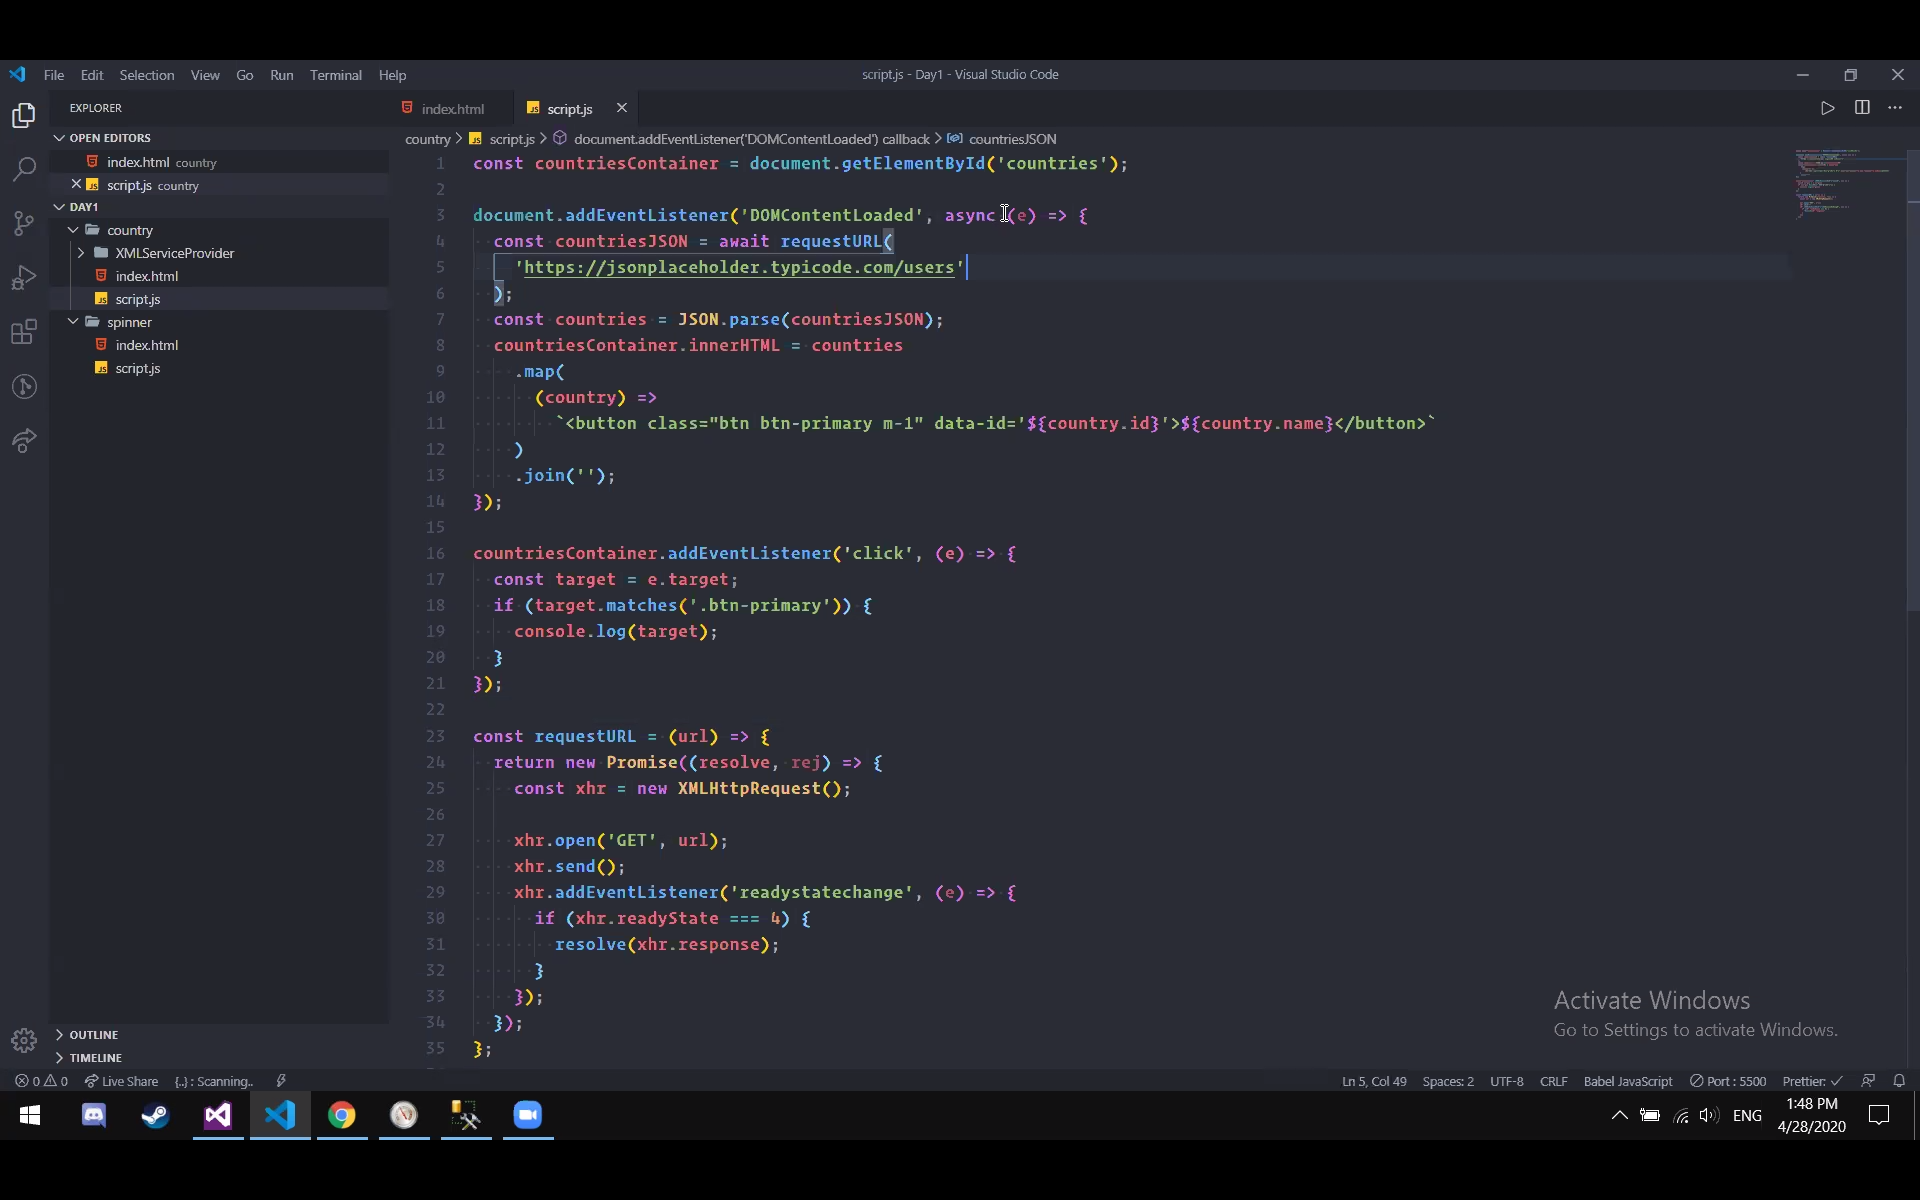 File Edit Selection View Go Run Terminal Help
script.js - Day1 - Visual Studio Code
EXPLORER
OPEN EDITORS
index.html country
script.js country
DAY1
country
XMLServiceProvider
index.html
script.js
spinner
index.html
script.js
OUTLINE
TIMELINE
index.html
script.js
country > script.js > document.addEventListener('DOMContentLoaded') callback > countriesJSON
1 const countriesContainer = document.getElementById('countries');
2
3 document.addEventListener('DOMContentLoaded', async (e) => {
4 const countriesJSON = await requestURL(
5 'https://jsonplaceholder.typicode.com/users'
6 );
7 const countries = JSON.parse(countriesJSON);
8 countriesContainer.innerHTML = countries
9 .map(
10 (country) =>
11 `<button class="btn btn-primary m-1" data-id='${country.id}'>${country.name}</button>`
12 )
13 .join('');
14 });
15
16 countriesContainer.addEventListener('click', (e) => {
17 const target = e.target;
18 if (target.matches('.btn-primary')) {
19 console.log(target);
20 }
21 });
22
23 const requestURL = (url) => {
24 return new Promise((resolve, rej) => {
25 const xhr = new XMLHttpRequest();
26
27 xhr.open('GET', url);
28 xhr.send();
29 xhr.addEventListener('readystatechange', (e) => {
30 if (xhr.readyState === 4) {
31 resolve(xhr.response);
32 }
33 });
34 });
35 };
Activate Windows
Go to Settings to activate Windows.
0 0 Live Share {..} : Scanning..
Ln 5, Col 49 Spaces: 2 UTF-8 CRLF Babel JavaScript Port : 5500 Prettier: ✓
ENG
1:48 PM
4/28/2020